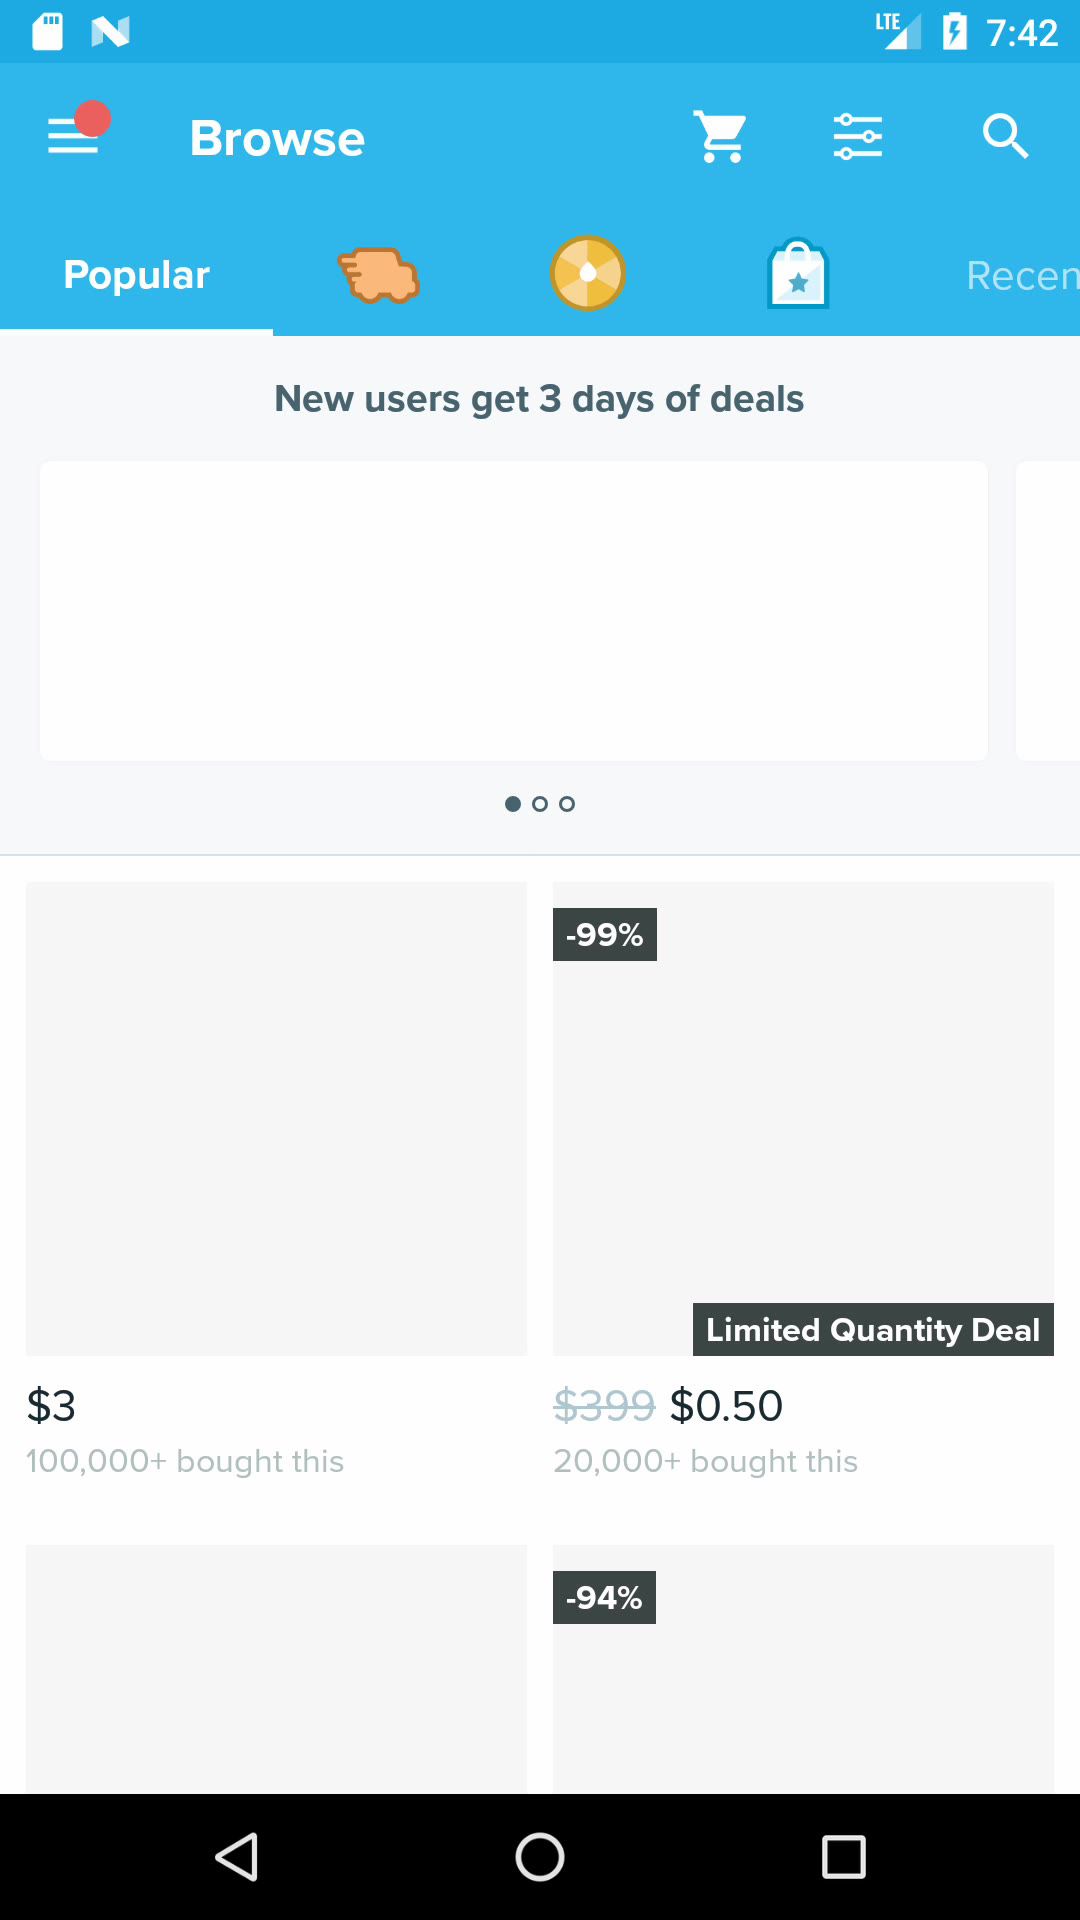 LTE 7:42
Browse
Popular Recen
New users get 3 days of deals
-99%
Limited Quantity Deal
$3
$399 $0.50
100,000+ bought this
20,000+ bought this
-94%